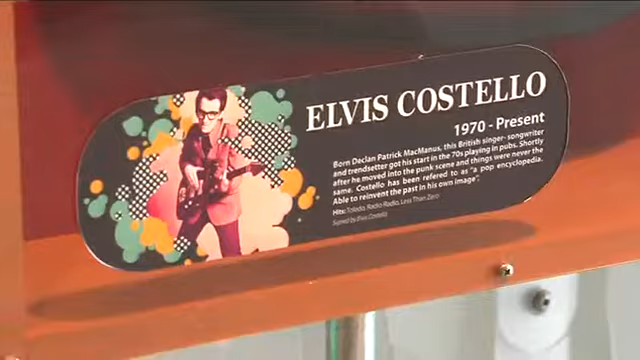 ELVIS COSTELLO
1970 - Present
Born Declan Patrick MacManus, this British singer-songwriter
and trendsetter got his start in the 70s playing in pubs. Shortly
after he moved into the punk scene and things were never the
same. Costello has been refered to as "a pop encyclopedia,
able to reinvent the past in his own image".
Hits: Toledo, Radio Radio, Less Than Zero
Signed by Elvis Costello